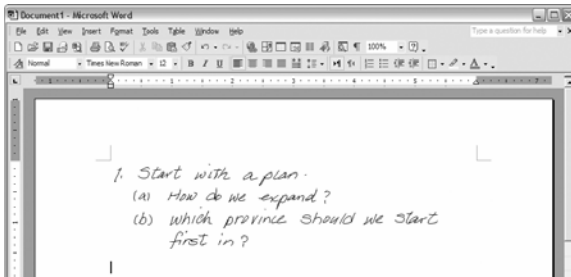 Document1 - Microsoft Word
File Edit View Insert Format Tools Table Window Help Type a question for help
100%
Normal Times New Roman 12 B I U
1. Start with a plan.
(a) How do we expand?
(b) which province should we start
first in?